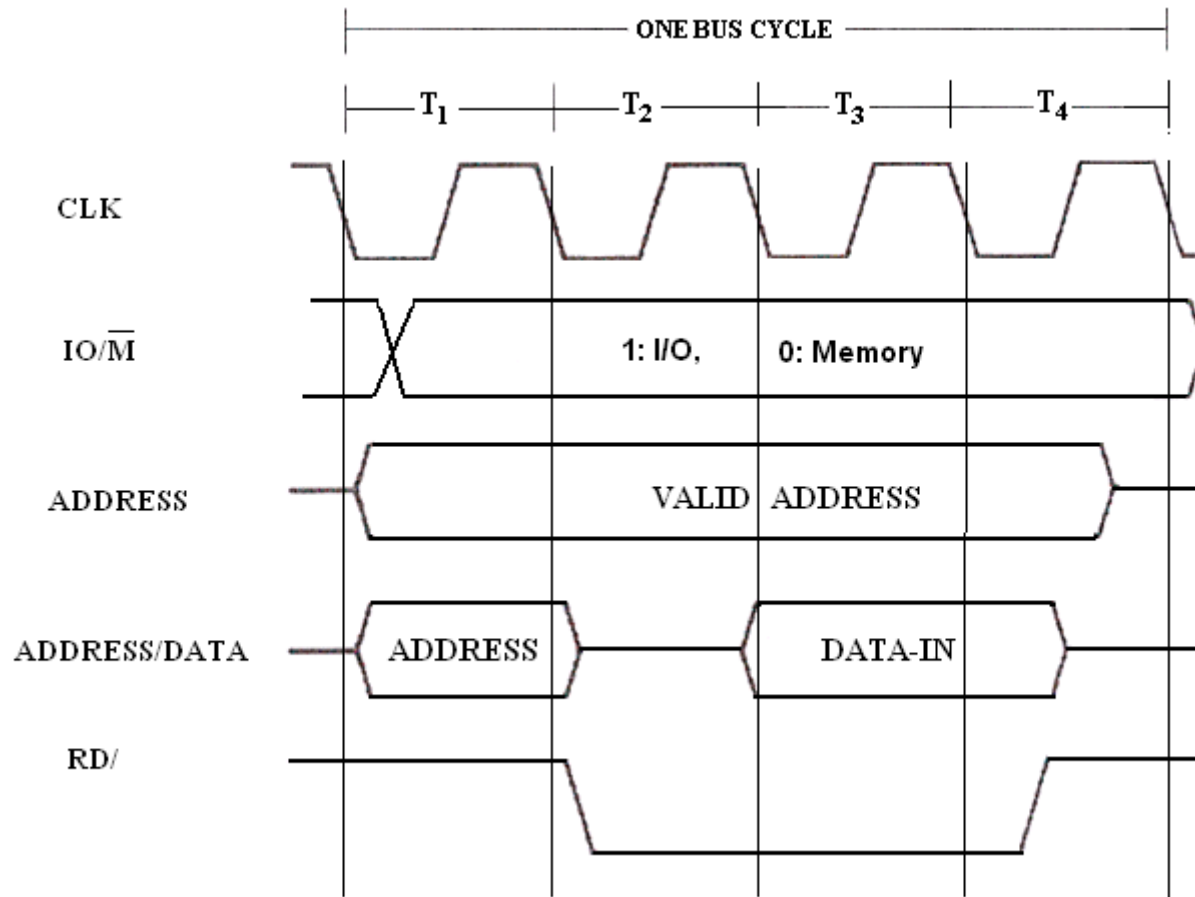 ONE BUS CYCLE
T1 T2 T3 T4
CLK
IO/M̅ 1: I/O, 0: Memory
ADDRESS VALID ADDRESS
ADDRESS/DATA ADDRESS DATA-IN
RD/